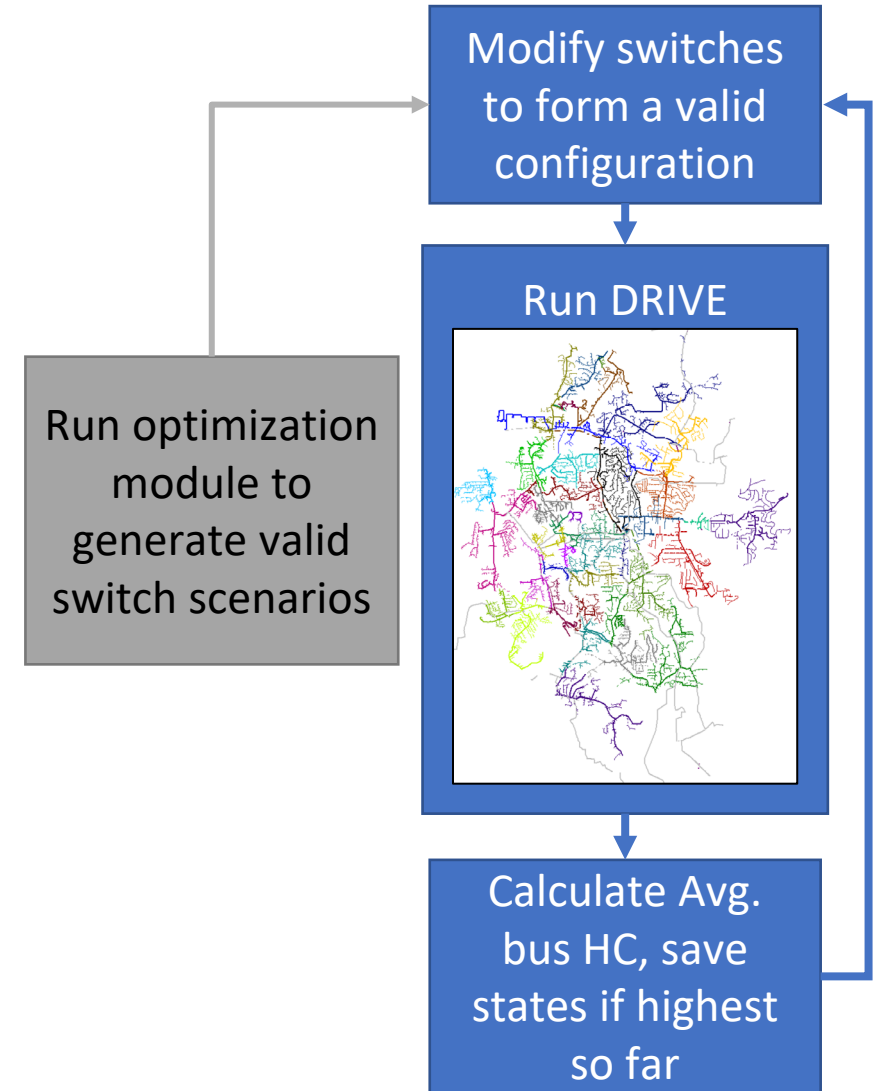 Modify switches
to form a valid
configuration
Run DRIVE
Run optimization
module to
generate valid
switch scenarios
Calculate Avg.
bus HC, save
states if highest
so far